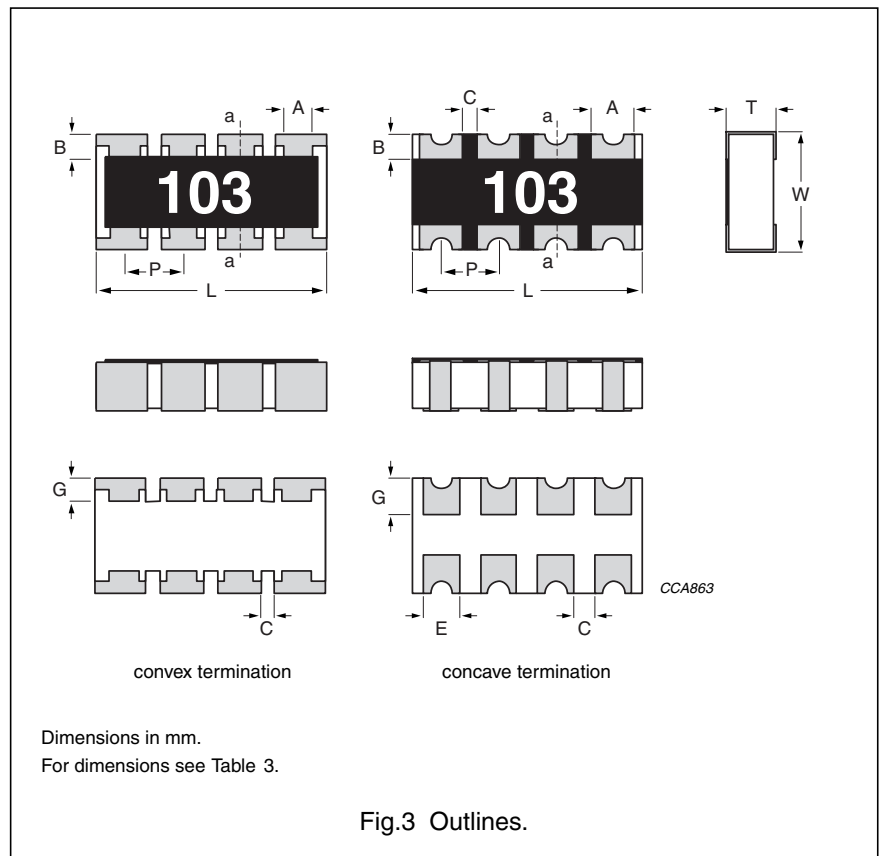 C
a
A
a
A
T
B
B
103
103
W
a
a
P
P
L
L
G
G
CCA863
C
E
C
convex termination
concave termination
Dimensions in mm.
For dimensions see Table 3.
Fig.3 Outlines.